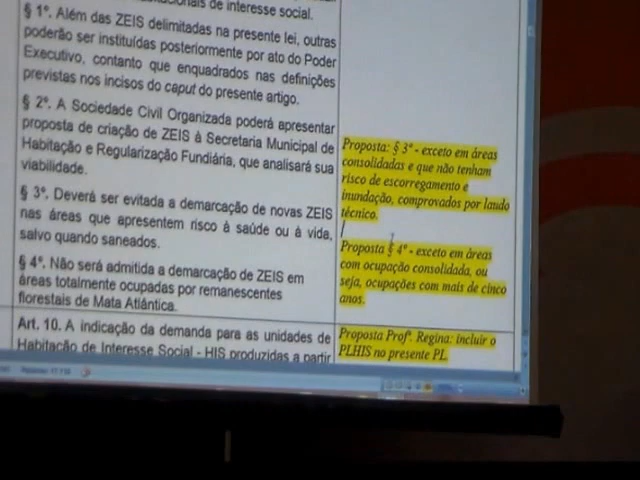 de interesse social.
§ 1º. Além das ZEIS delimitadas na presente lei, outras
poderão ser instituídas posteriormente por ato do Poder
Executivo, contanto que enquadrados nas definições
previstas nos incisos do caput do presente artigo.
§ 2º. A Sociedade Civil Organizada poderá apresentar
proposta de criação de ZEIS à Secretaria Municipal de
Habitação e Regularização Fundiária, que analisará sua
viabilidade.
§ 3º. Deverá ser evitada a demarcação de novas ZEIS
nas áreas que apresentem risco à saúde ou à vida,
salvo quando saneados.
§ 4º. Não será admitida a demarcação de ZEIS em
áreas totalmente ocupadas por remanescentes
florestais de Mata Atlântica.
Art. 10. A indicação da demanda para as unidades de
Habitação de Interesse Social - HIS produzidas a partir
Proposta: § 3º - exceto em áreas
consolidadas e que não tenham
risco de escorregamento e
inundação, comprovados por laudo
técnico.
Proposta § 4º - exceto em áreas
com ocupação consolidada, ou
seja, ocupações com mais de cinco
anos.
Proposta Profª. Regina: incluir o
PLHIS no presente PL.